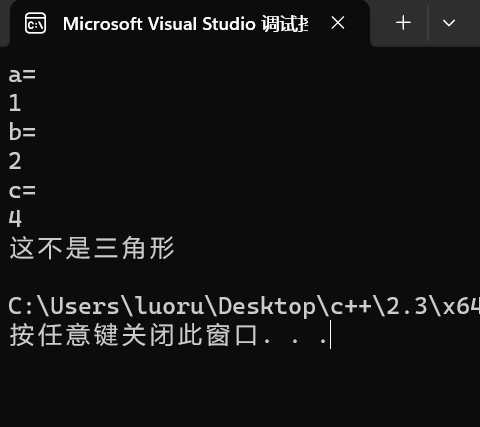 Microsoft Visual Studio 调试
a=
1
b=
2
c=
4
这不是三角形
C:\Users\luoru\Desktop\c++\2.3\x64
按任意键关闭此窗口. . .